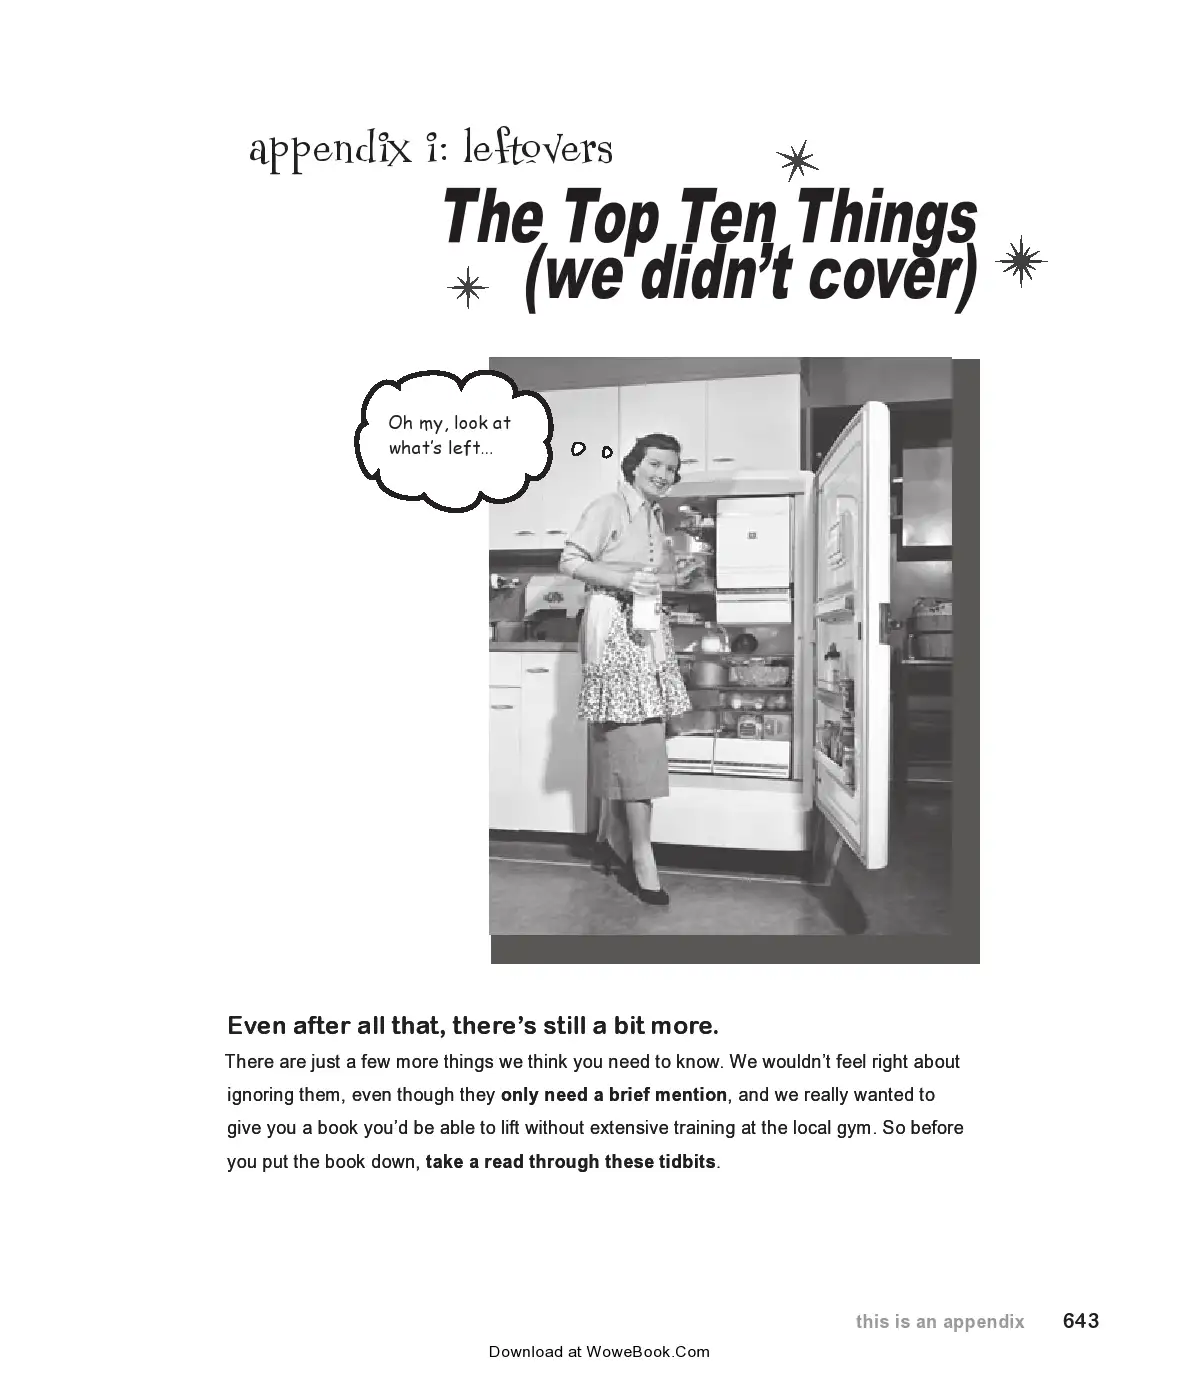 appendix i: leftovers
The Top Ten Things
(we didn’t cover)
Oh my, look at
what’s left...
Even after all that, there’s still a bit more.
There are just a few more things we think you need to know. We wouldn’t feel right about
ignoring them, even though they only need a brief mention, and we really wanted to
give you a book you’d be able to lift without extensive training at the local gym. So before
you put the book down, take a read through these tidbits.
this is an appendix 643
Download at WoweBook.Com